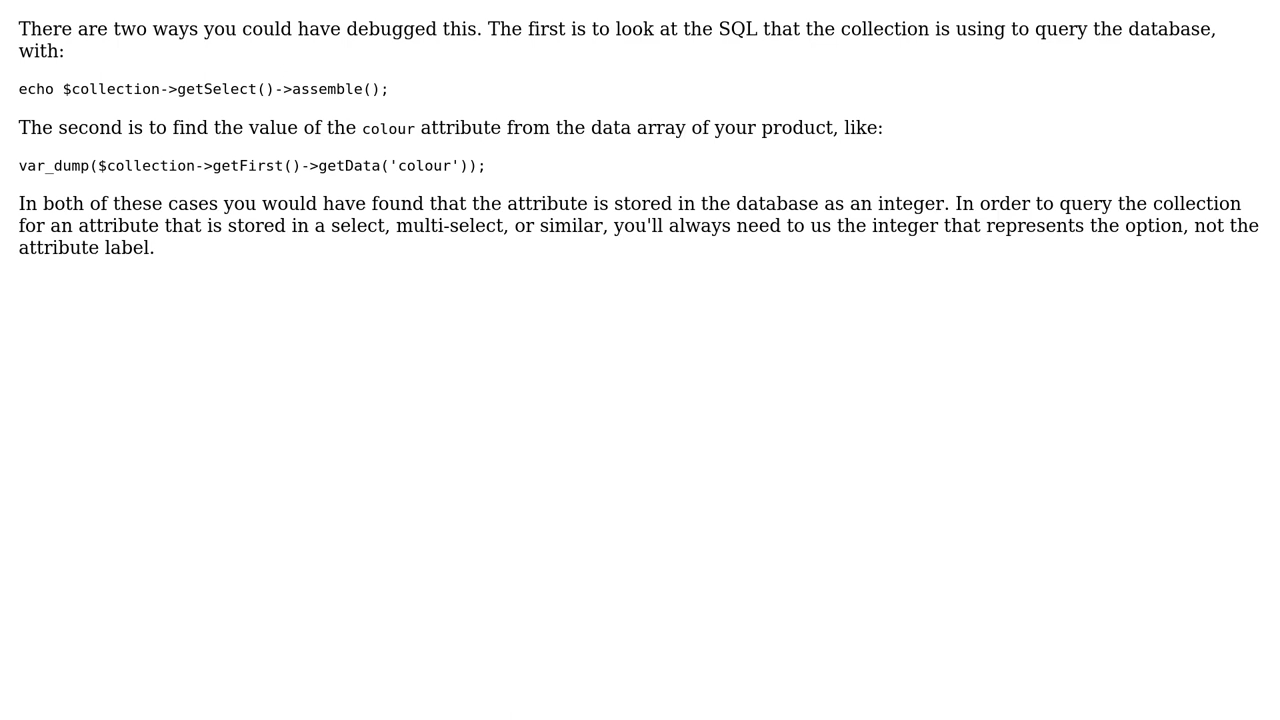 There are two ways you could have debugged this. The first is to look at the SQL that the collection is using to query the database,
with:
echo $collection->getSelect()->assemble();
The second is to find the value of the colour attribute from the data array of your product, like:
var_dump($collection->getFirst()->getData('colour'));
In both of these cases you would have found that the attribute is stored in the database as an integer. In order to query the collection
for an attribute that is stored in a select, multi-select, or similar, you'll always need to us the integer that represents the option, not the
attribute label.